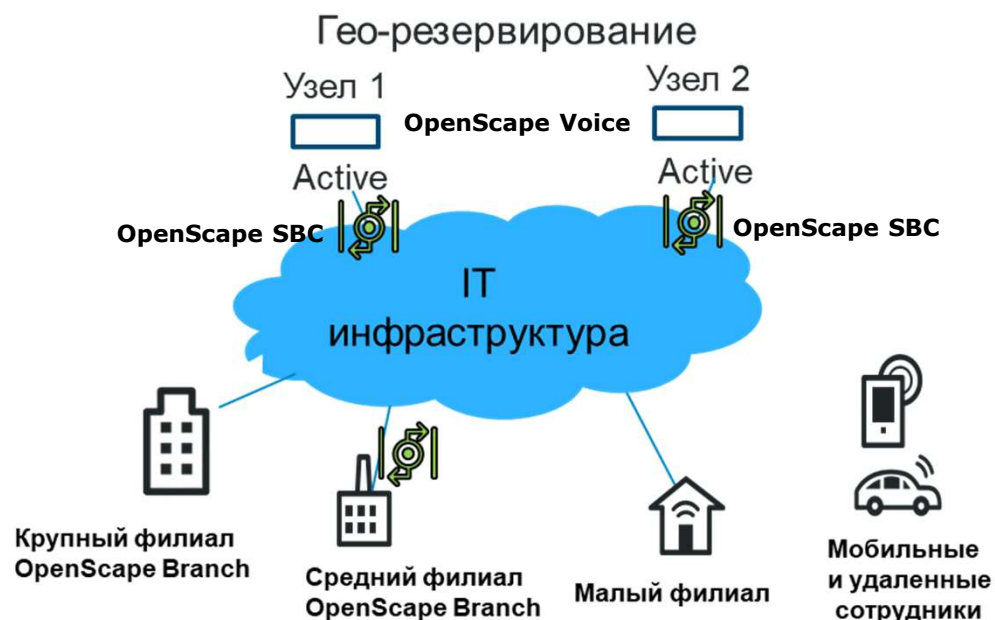 Гео-резервирование
Узел 1
Узел 2
OpenScape Voice
Active
Active
OpenScape SBC
OpenScape SBC
IT
инфраструктура
Крупный филиал
OpenScape Branch
Средний филиал
OpenScape Branch
Малый филиал
Мобильные
и удаленные
сотрудники